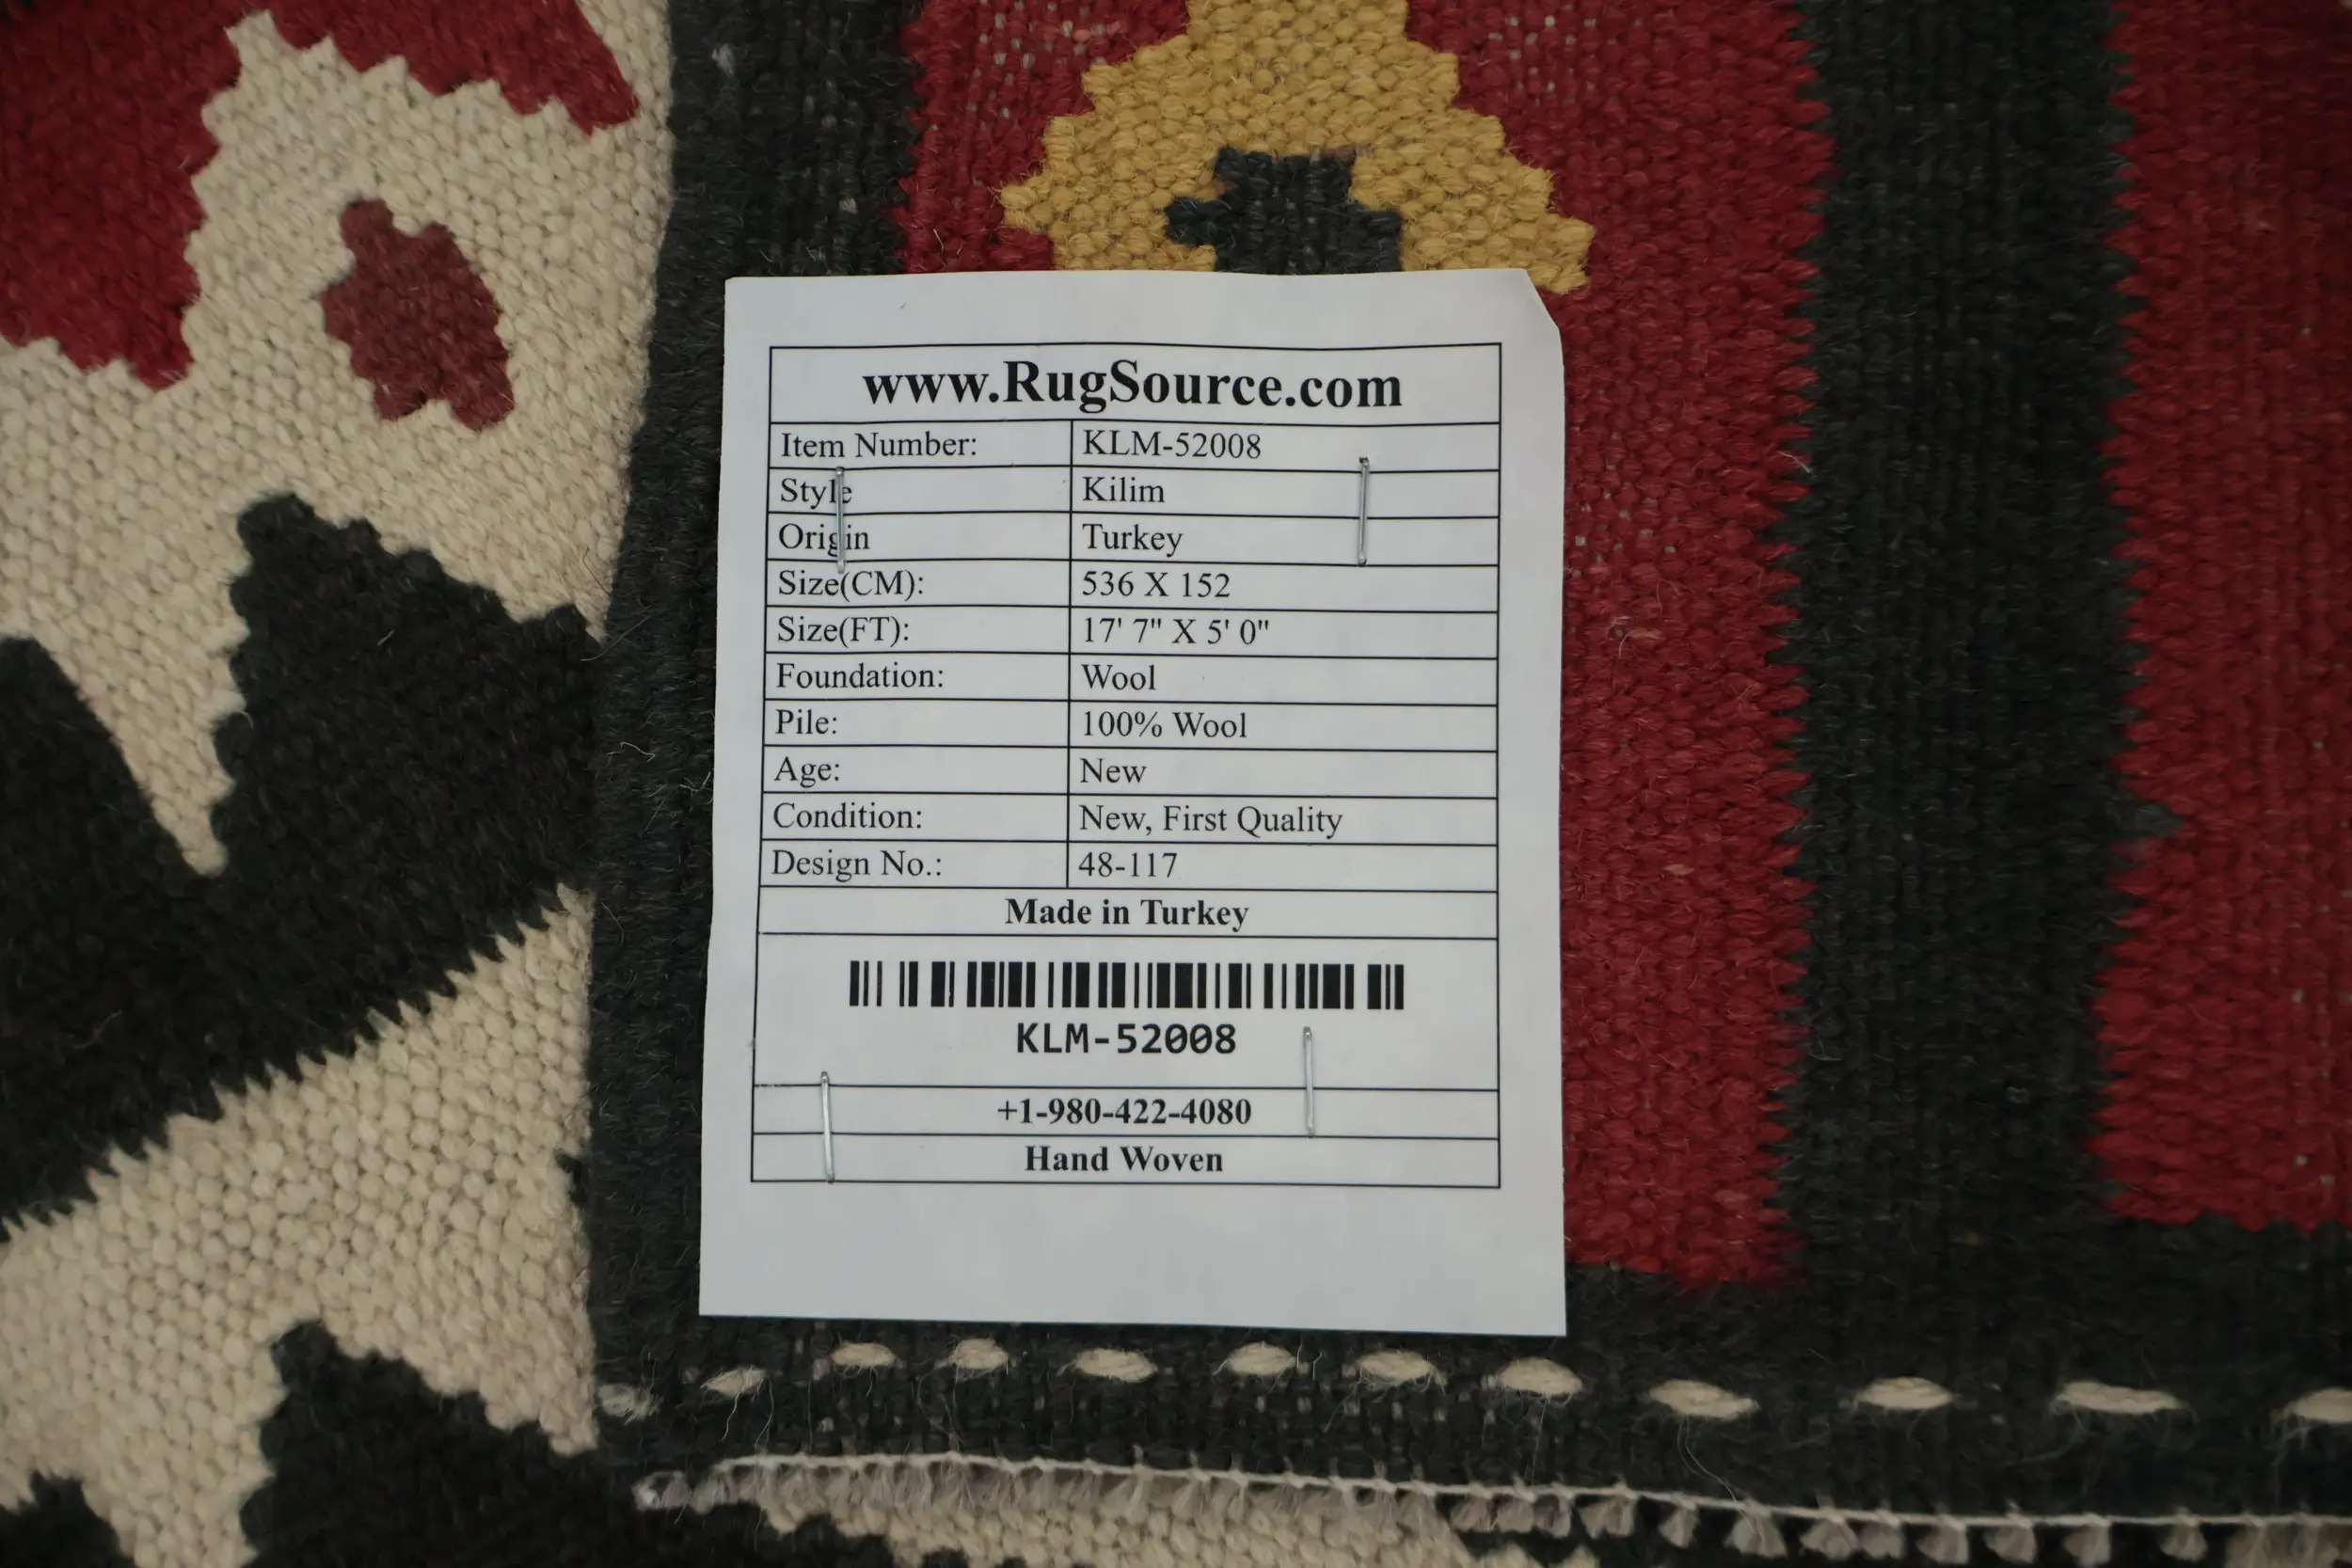 www.RugSource.com
Item Number: KLM-52008
Style Kilim
Origin Turkey
Size(CM): 536 X 152
Size(FT): 17' 7" X 5' 0"
Foundation: Wool
Pile: 100% Wool
Age: New
Condition: New, First Quality
Design No.: 48-117
Made in Turkey
KLM-52008
+1-980-422-4080
Hand Woven